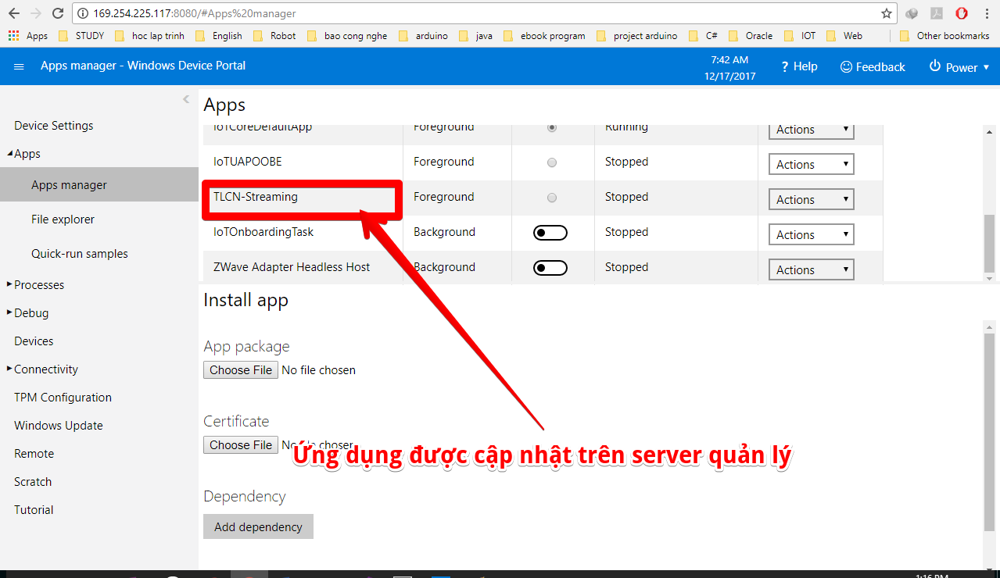 169.254.225.117:8080/#Apps%20manager
Apps STUDY hoc lap trinh English Robot bao cong nghe arduino java ebook program project arduino C# Oracle IOT Web Other bookmarks
Apps manager - Windows Device Portal
7:42 AM
12/17/2017
? Help
Feedback
Power
Device Settings
Apps
Apps manager
File explorer
Quick-run samples
Processes
Debug
Devices
Connectivity
TPM Configuration
Windows Update
Remote
Scratch
Tutorial
Apps
IoTCoreDefaultApp Foreground Running Actions
IoTUAPOOBE Foreground Stopped Actions
TLCN-Streaming Foreground Stopped Actions
IoTOnboardingTask Background Stopped Actions
ZWave Adapter Headless Host Background Stopped Actions
Install app
App package
Choose File No file chosen
Certificate
Choose File No file chosen
Ứng dụng được cập nhật trên server quản lý
Dependency
Add dependency
1:16 PM